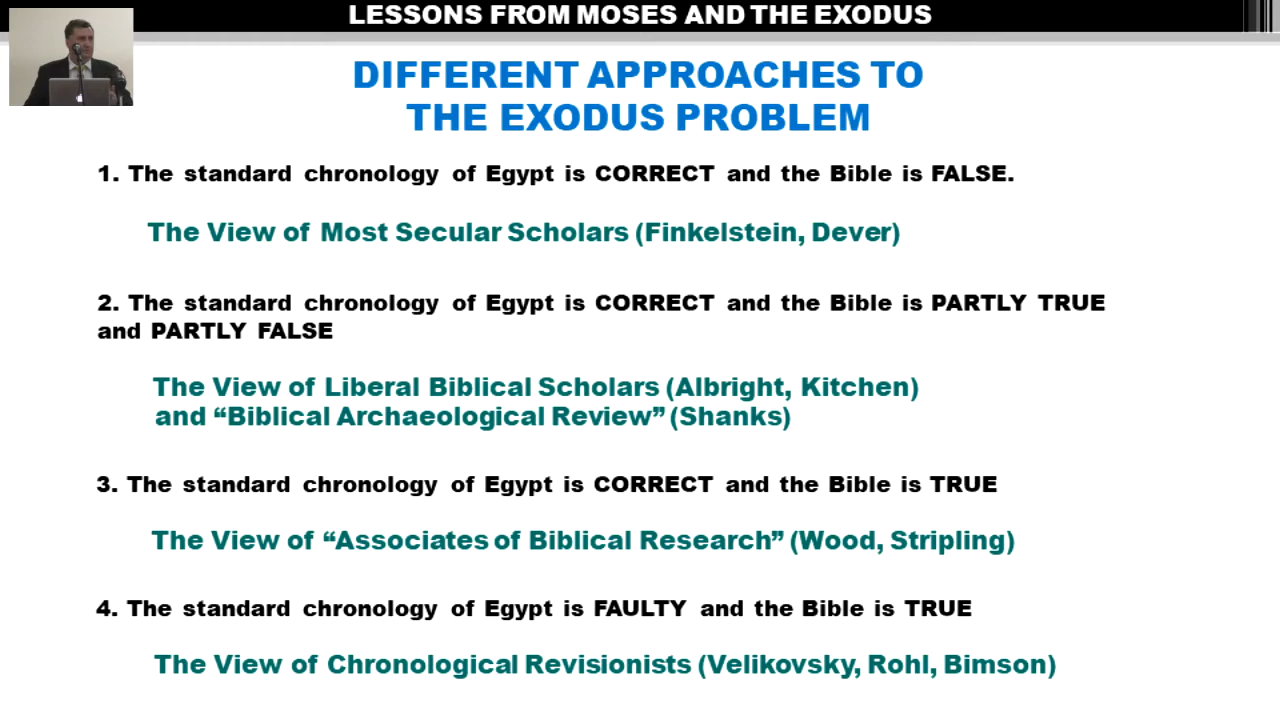 LESSONS FROM MOSES AND THE EXODUS
DIFFERENT APPROACHES TO
THE EXODUS PROBLEM
1. The standard chronology of Egypt is CORRECT and the Bible is FALSE.
The View of Most Secular Scholars (Finkelstein, Dever)
2. The standard chronology of Egypt is CORRECT and the Bible is PARTLY TRUE
and PARTLY FALSE
The View of Liberal Biblical Scholars (Albright, Kitchen)
and “Biblical Archaeological Review” (Shanks)
3. The standard chronology of Egypt is CORRECT and the Bible is TRUE
The View of “Associates of Biblical Research” (Wood, Stripling)
4. The standard chronology of Egypt is FAULTY and the Bible is TRUE
The View of Chronological Revisionists (Velikovsky, Rohl, Bimson)